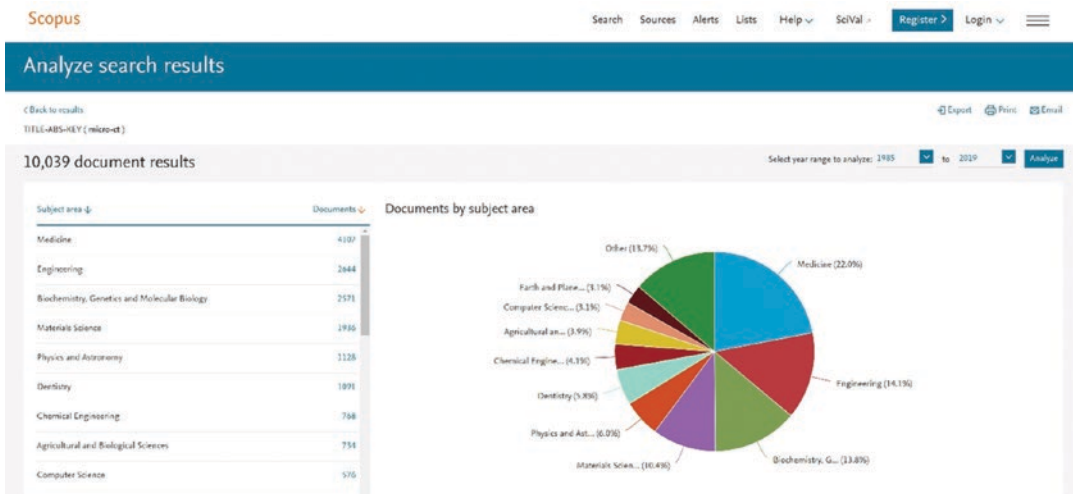 Scopus
Search Sources Alerts Lists Help SciVal Register > Login
Analyze search results
< Back to results
Export Print Email
TITLE-ABS-KEY ( micro-ct )
10,039 document results
Select year range to analyze: 1985 to 2019 Analyze
Subject area Documents
Medicine 4107
Engineering 2644
Biochemistry, Genetics and Molecular Biology 2571
Materials Science 1936
Physics and Astronomy 1128
Dentistry 1091
Chemical Engineering 768
Agricultural and Biological Sciences 734
Computer Science 576
Documents by subject area
Other (13.7%)
Medicine (22.0%)
Earth and Plane... (3.1%)
Computer Scienc... (3.1%)
Agricultural an... (3.9%)
Chemical Engine... (4.1%)
Engineering (14.1%)
Dentistry (5.8%)
Physics and Ast... (6.0%)
Biochemistry, G... (13.8%)
Materials Scien... (10.4%)